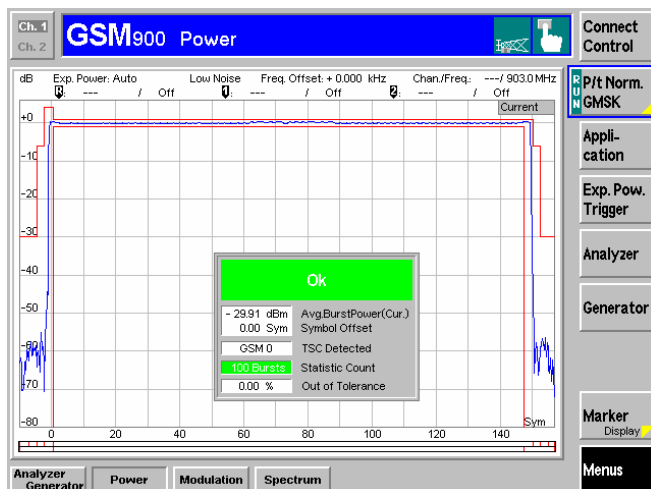 Ch. 1
Ch. 2
GSM900 Power
Connect Control
dB Exp. Power: Auto Low Noise Freq. Offset: + 0.000 kHz Chan./Freq.: ---/ 903.0 MHz
R: --- / Off 1: --- / Off 2: --- / Off
Current
RUN
P/t Norm. GMSK
Appli-
cation
Exp. Pow.
Trigger
Analyzer
Generator
Marker
Display
Menus
+0
-10
-20
-30
-40
-50
-60
-70
-80
Ok
- 29.91 dBm Avg.BurstPower(Cur.)
0.00 Sym Symbol Offset
GSM 0 TSC Detected
100 Bursts Statistic Count
0.00 % Out of Tolerance
Sym
0 20 40 60 80 100 120 140
Analyzer
Generator
Power
Modulation
Spectrum